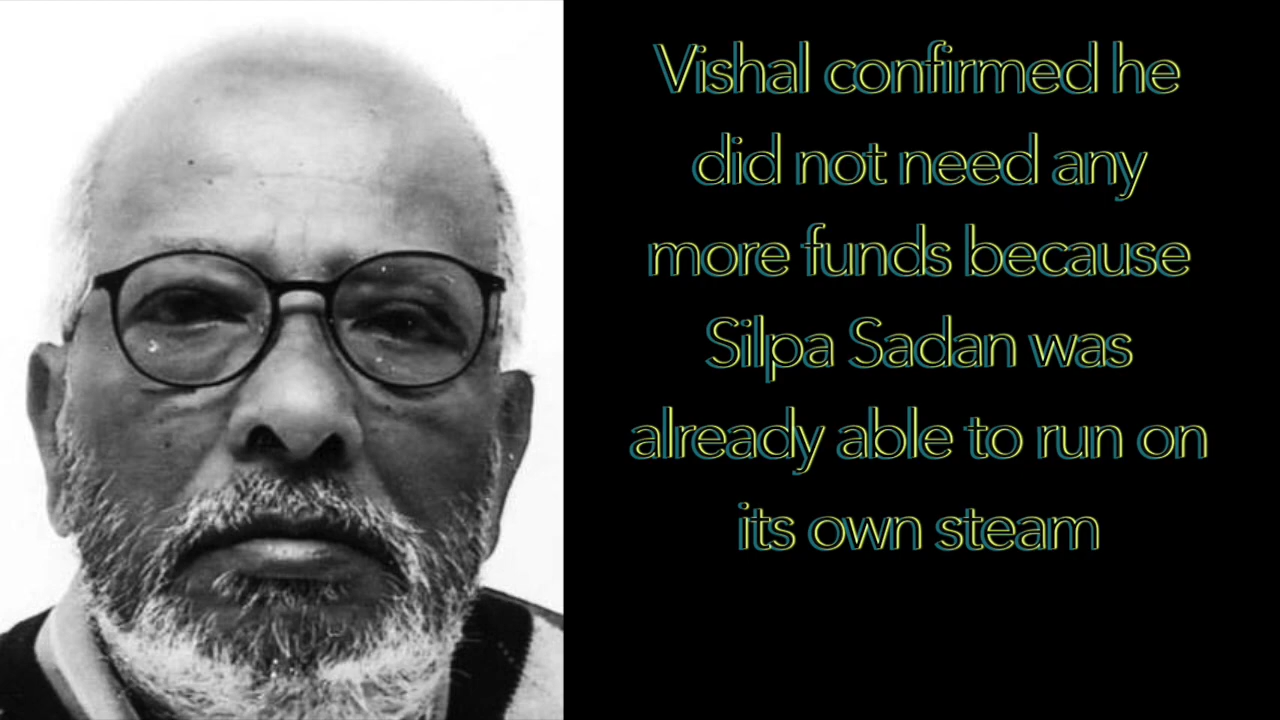 Vishal confirmed he
did not need any
more funds because
Silpa Sadan was
already able to run on
its own steam